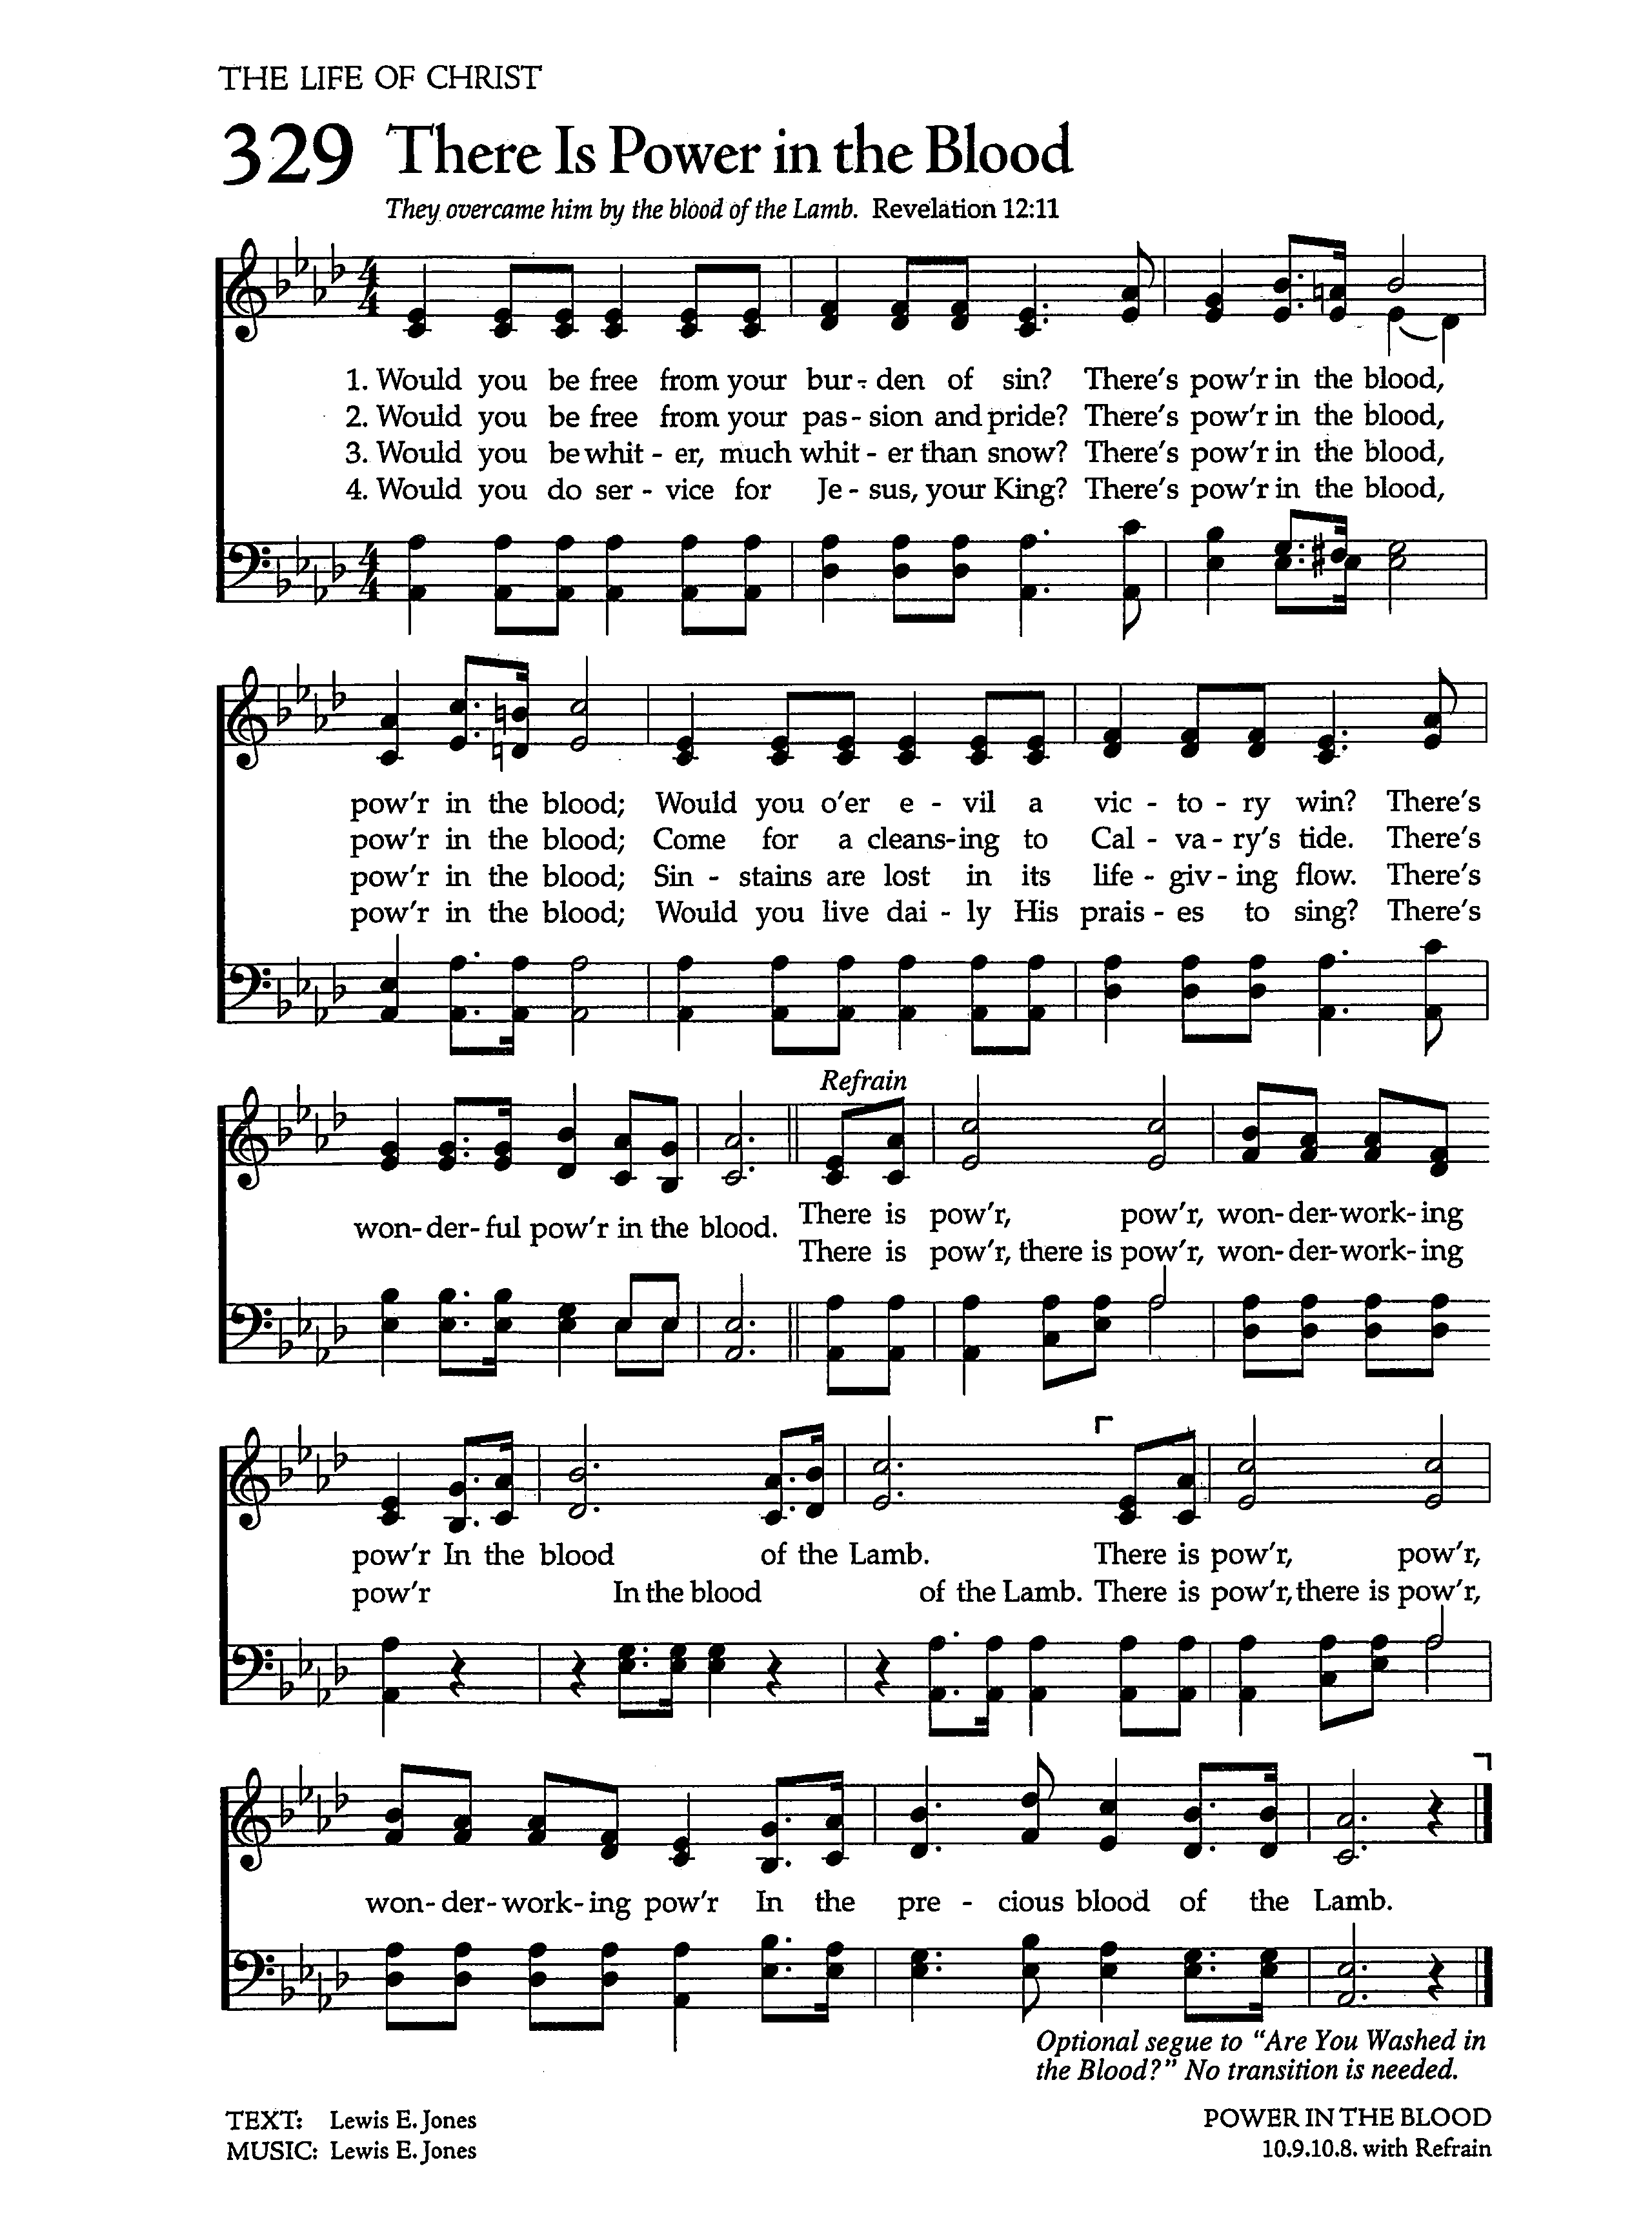 THE LIFE OF CHRIST
329 There Is Power in the Blood
They overcame him by the blood of the Lamb. Revelation 12:11
1. Would you be free from your bur - den of sin? There's pow'r in the blood,
2. Would you be free from your pas - sion and pride? There's pow'r in the blood,
3. Would you be whit - er, much whit - er than snow? There's pow'r in the blood,
4. Would you do ser - vice for Je - sus, your King? There's pow'r in the blood,
pow'r in the blood; Would you o'er e - vil a vic - to - ry win? There's
pow'r in the blood; Come for a cleans-ing to Cal - va - ry's tide. There's
pow'r in the blood; Sin - stains are lost in its life - giv - ing flow. There's
pow'r in the blood; Would you live dai - ly His prais - es to sing? There's
Refrain
won-der-ful pow'r in the blood. There is pow'r, pow'r, won-der-work-ing
There is pow'r, there is pow'r, won-der-work-ing
pow'r In the blood of the Lamb. There is pow'r, pow'r,
pow'r In the blood of the Lamb. There is pow'r, there is pow'r,
won-der-work-ing pow'r In the pre - cious blood of the Lamb.
Optional segue to "Are You Washed in
the Blood?" No transition is needed.
TEXT: Lewis E. Jones
MUSIC: Lewis E. Jones
POWER IN THE BLOOD
10.9.10.8. with Refrain